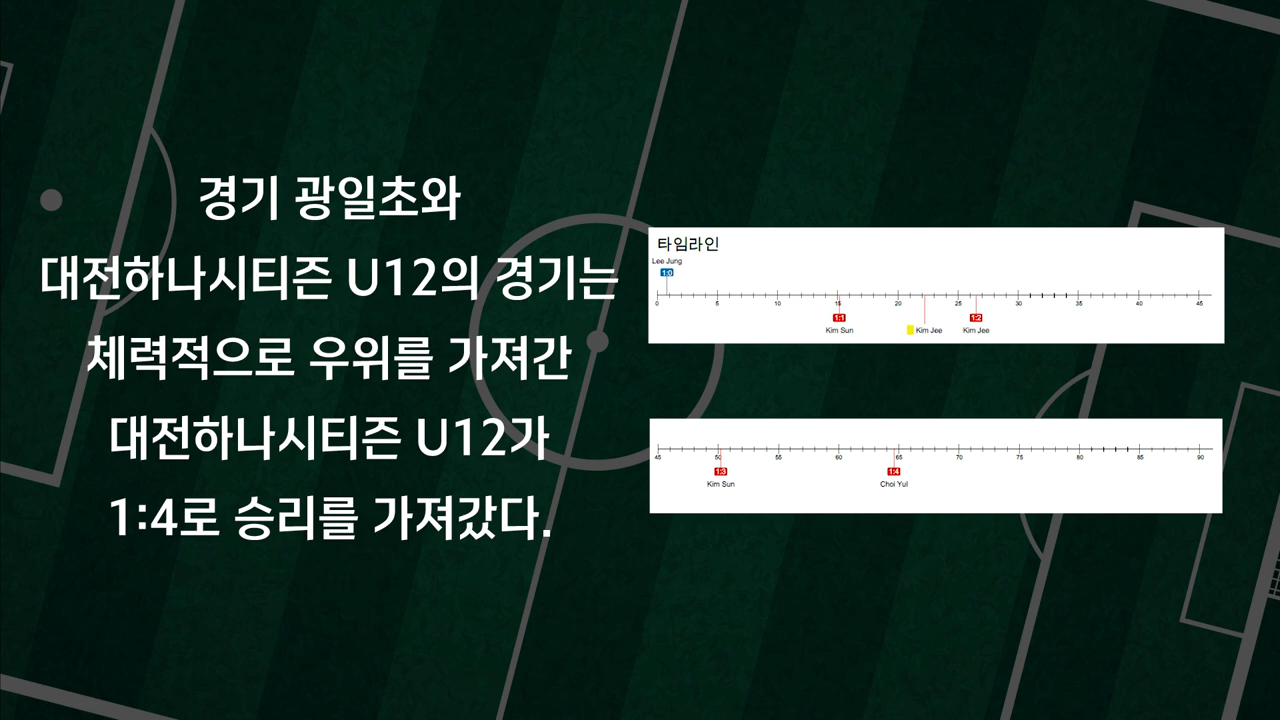 경기 광일초와
대전하나시티즌 U12의 경기는
체력적으로 우위를 가져간
대전하나시티즌 U12가
1:4로 승리를 가져갔다.
타임라인
Lee Jung
1:0
0 5 10 15 20 25 30 35 40 45
1:1 1:2
Kim Sun Kim Jee Kim Jee
45 50 55 60 65 70 75 80 85 90
1:3 1:4
Kim Sun Choi Yul